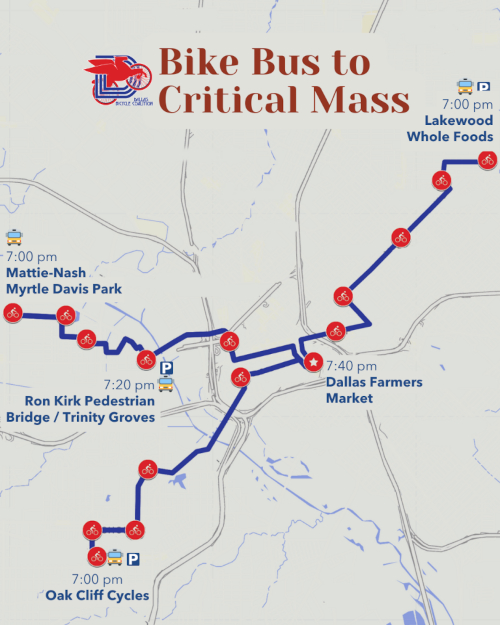 Bike Bus to
Critical Mass
DALLAS
BICYCLE COALITION
P
7:00 pm
Lakewood
Whole Foods
7:00 pm
Mattie-Nash
Myrtle Davis Park
P
7:20 pm
Ron Kirk Pedestrian
Bridge / Trinity Groves
7:40 pm
Dallas Farmers
Market
P
7:00 pm
Oak Cliff Cycles